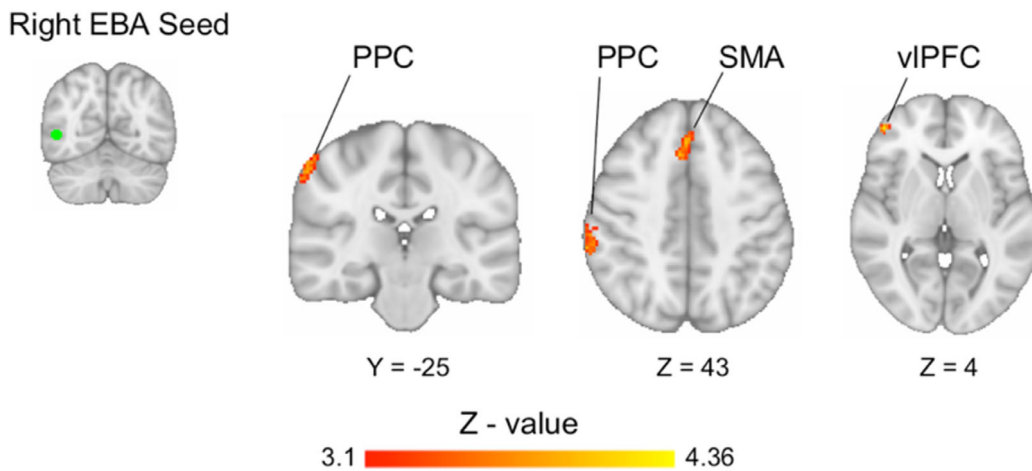 Right EBA Seed
PPC
PPC
SMA
vlPFC
Y = -25
Z = 43
Z = 4
Z - value
3.1
4.36